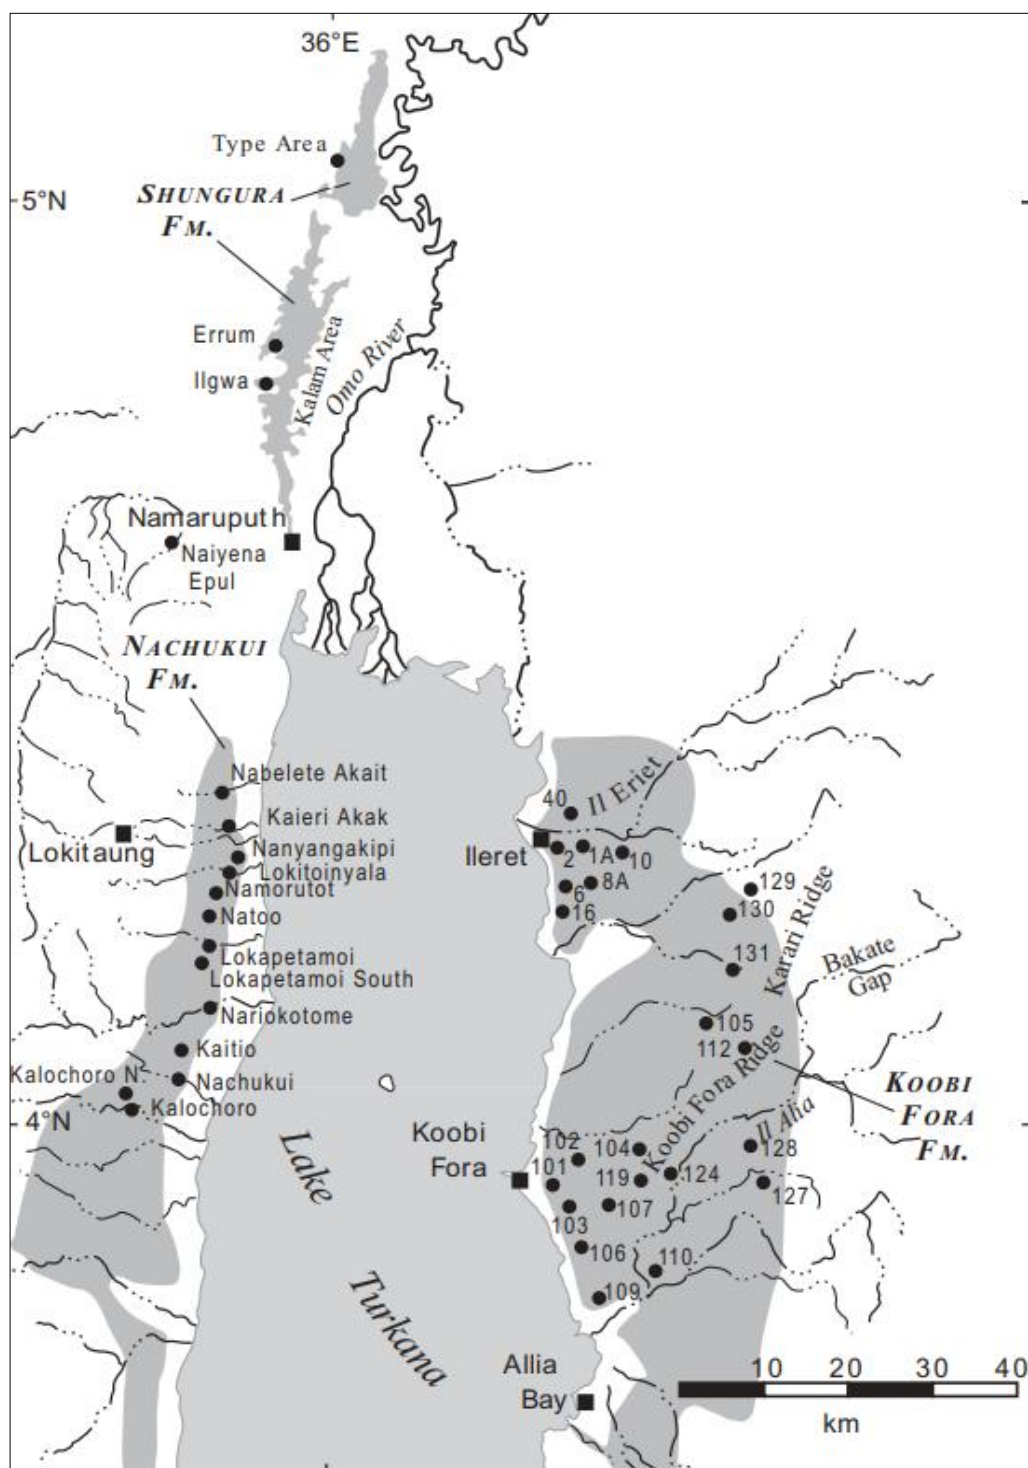 36°E
Type Area
5°N
SHUNGURA
FM.
Errum
Ilgwa
Kalam Area
Omo River
Namaruputh
Naiyena
Epul
NACHUKUI
FM.
Nabelete Akait
Kaieri Akak
Lokitaung
Nanyangakipi
Lokitoinyala
Namorutot
Natoo
Lokapetamoi
Lokapetamoi South
Nariokotome
Kaitio
Kalochoro N.
Nachukui
Kalochoro
4°N
Il Eriet
40
Ileret
2
1A
10
6
8A
16
129
130
131
Karari Ridge
Bakate
Gap
105
112
Koobi Fora Ridge
KOOBI
FORA
FM.
Il Alia
Koobi
Fora
102
104
128
101
119
124
127
103
107
106
110
109
Lake
Turkana
Allia
Bay
10
20
30
40
km